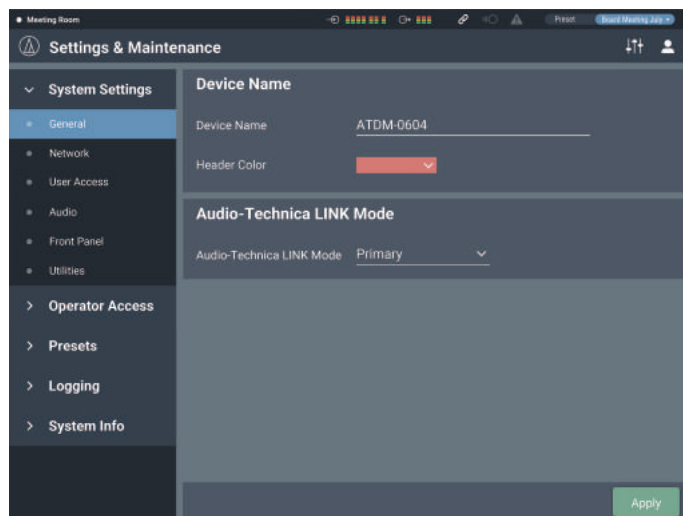 Meeting Room
Preset
Board Meeting July
Settings & Maintenance
System Settings
General
Network
User Access
Audio
Front Panel
Utilities
Operator Access
Presets
Logging
System Info
Device Name
Device Name ATDM-0604
Header Color
Audio-Technica LINK Mode
Audio-Technica LINK Mode Primary
Apply